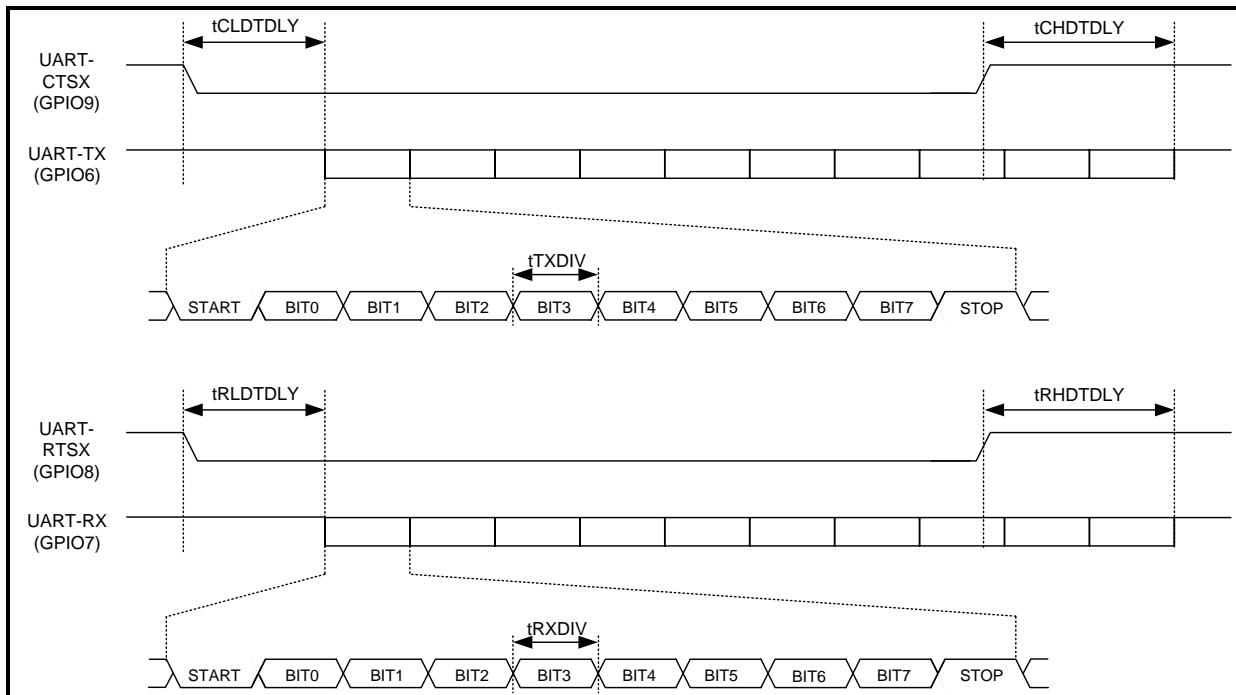 tCLDTDLY
tCHDTDLY
UART-
CTSX
(GPIO9)
UART-TX
(GPIO6)
tTXDIV
START BIT0 BIT1 BIT2 BIT3 BIT4 BIT5 BIT6 BIT7 STOP
tRLDTDLY
tRHDTDLY
UART-
RTSX
(GPIO8)
UART-RX
(GPIO7)
tRXDIV
START BIT0 BIT1 BIT2 BIT3 BIT4 BIT5 BIT6 BIT7 STOP